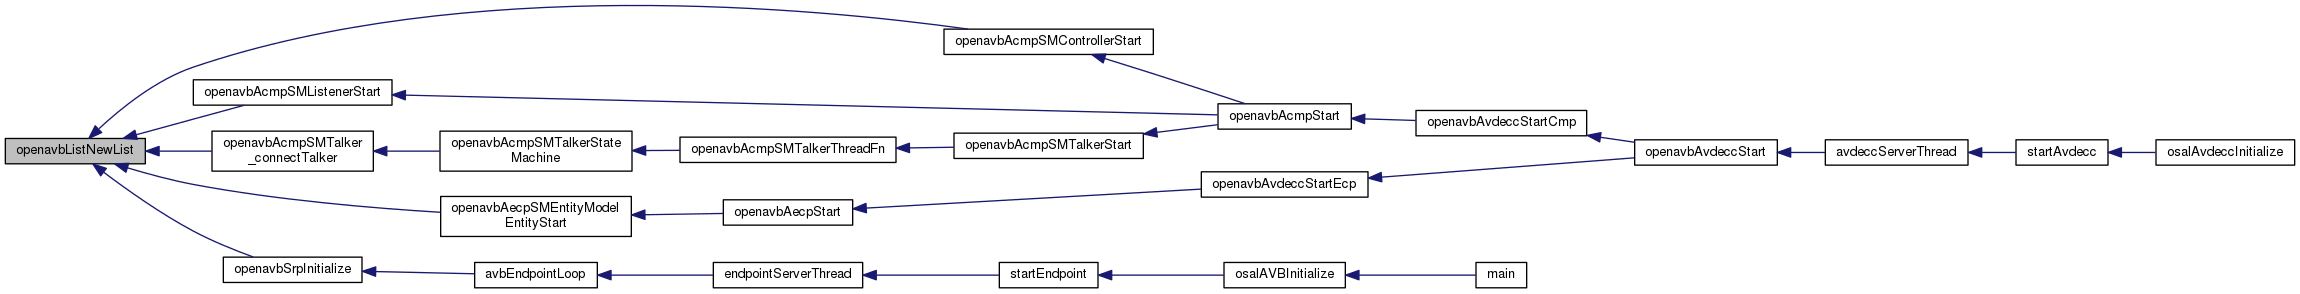 openavbAcmpSMControllerStart
openavbAcmpSMListenerStart
openavbAcmpStart
openavbAvdeccStartCmp
openavbListNewList
openavbAcmpSMTalker
_connectTalker
openavbAcmpSMTalkerState
Machine
openavbAcmpSMTalkerThreadFn
openavbAcmpSMTalkerStart
openavbAvdeccStart
avdeccServerThread
startAvdecc
osalAvdeccInitialize
openavbAvdeccStartEcp
openavbAecpSMEntityModel
EntityStart
openavbAecpStart
openavbSrpInitialize
avbEndpointLoop
endpointServerThread
startEndpoint
osalAVBInitialize
main